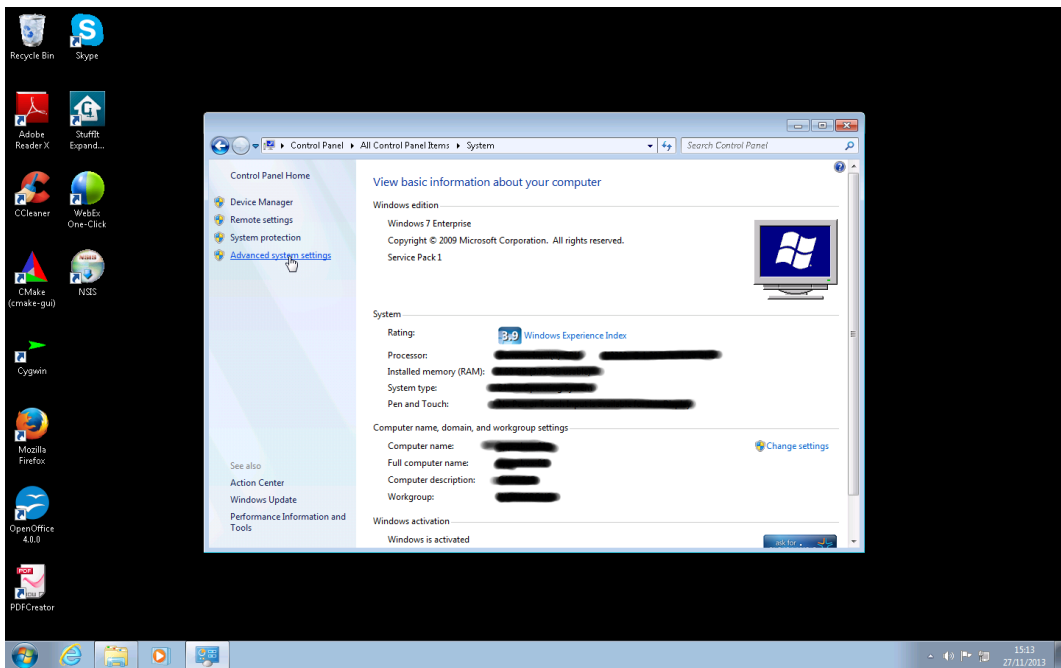 Recycle Bin
Skype
Adobe
Reader X
StuffIt
Expand...
CCleaner
WebEx
One-Click
CMake
(cmake-gui)
NSIS
Cygwin
Mozilla
Firefox
OpenOffice
4.0.0
PDF
PDFCreator
Control Panel
All Control Panel Items
System
Search Control Panel
Control Panel Home
Device Manager
Remote settings
System protection
Advanced system settings
See also
Action Center
Windows Update
Performance Information and
Tools
View basic information about your computer
Windows edition
Windows 7 Enterprise
Copyright © 2009 Microsoft Corporation. All rights reserved.
Service Pack 1
System
Rating:
3,9 Windows Experience Index
Processor:
Installed memory (RAM):
System type:
Pen and Touch:
Computer name, domain, and workgroup settings
Computer name:
Change settings
Full computer name:
Computer description:
Workgroup:
Windows activation
Windows is activated
ask for
15:13
27/11/2013